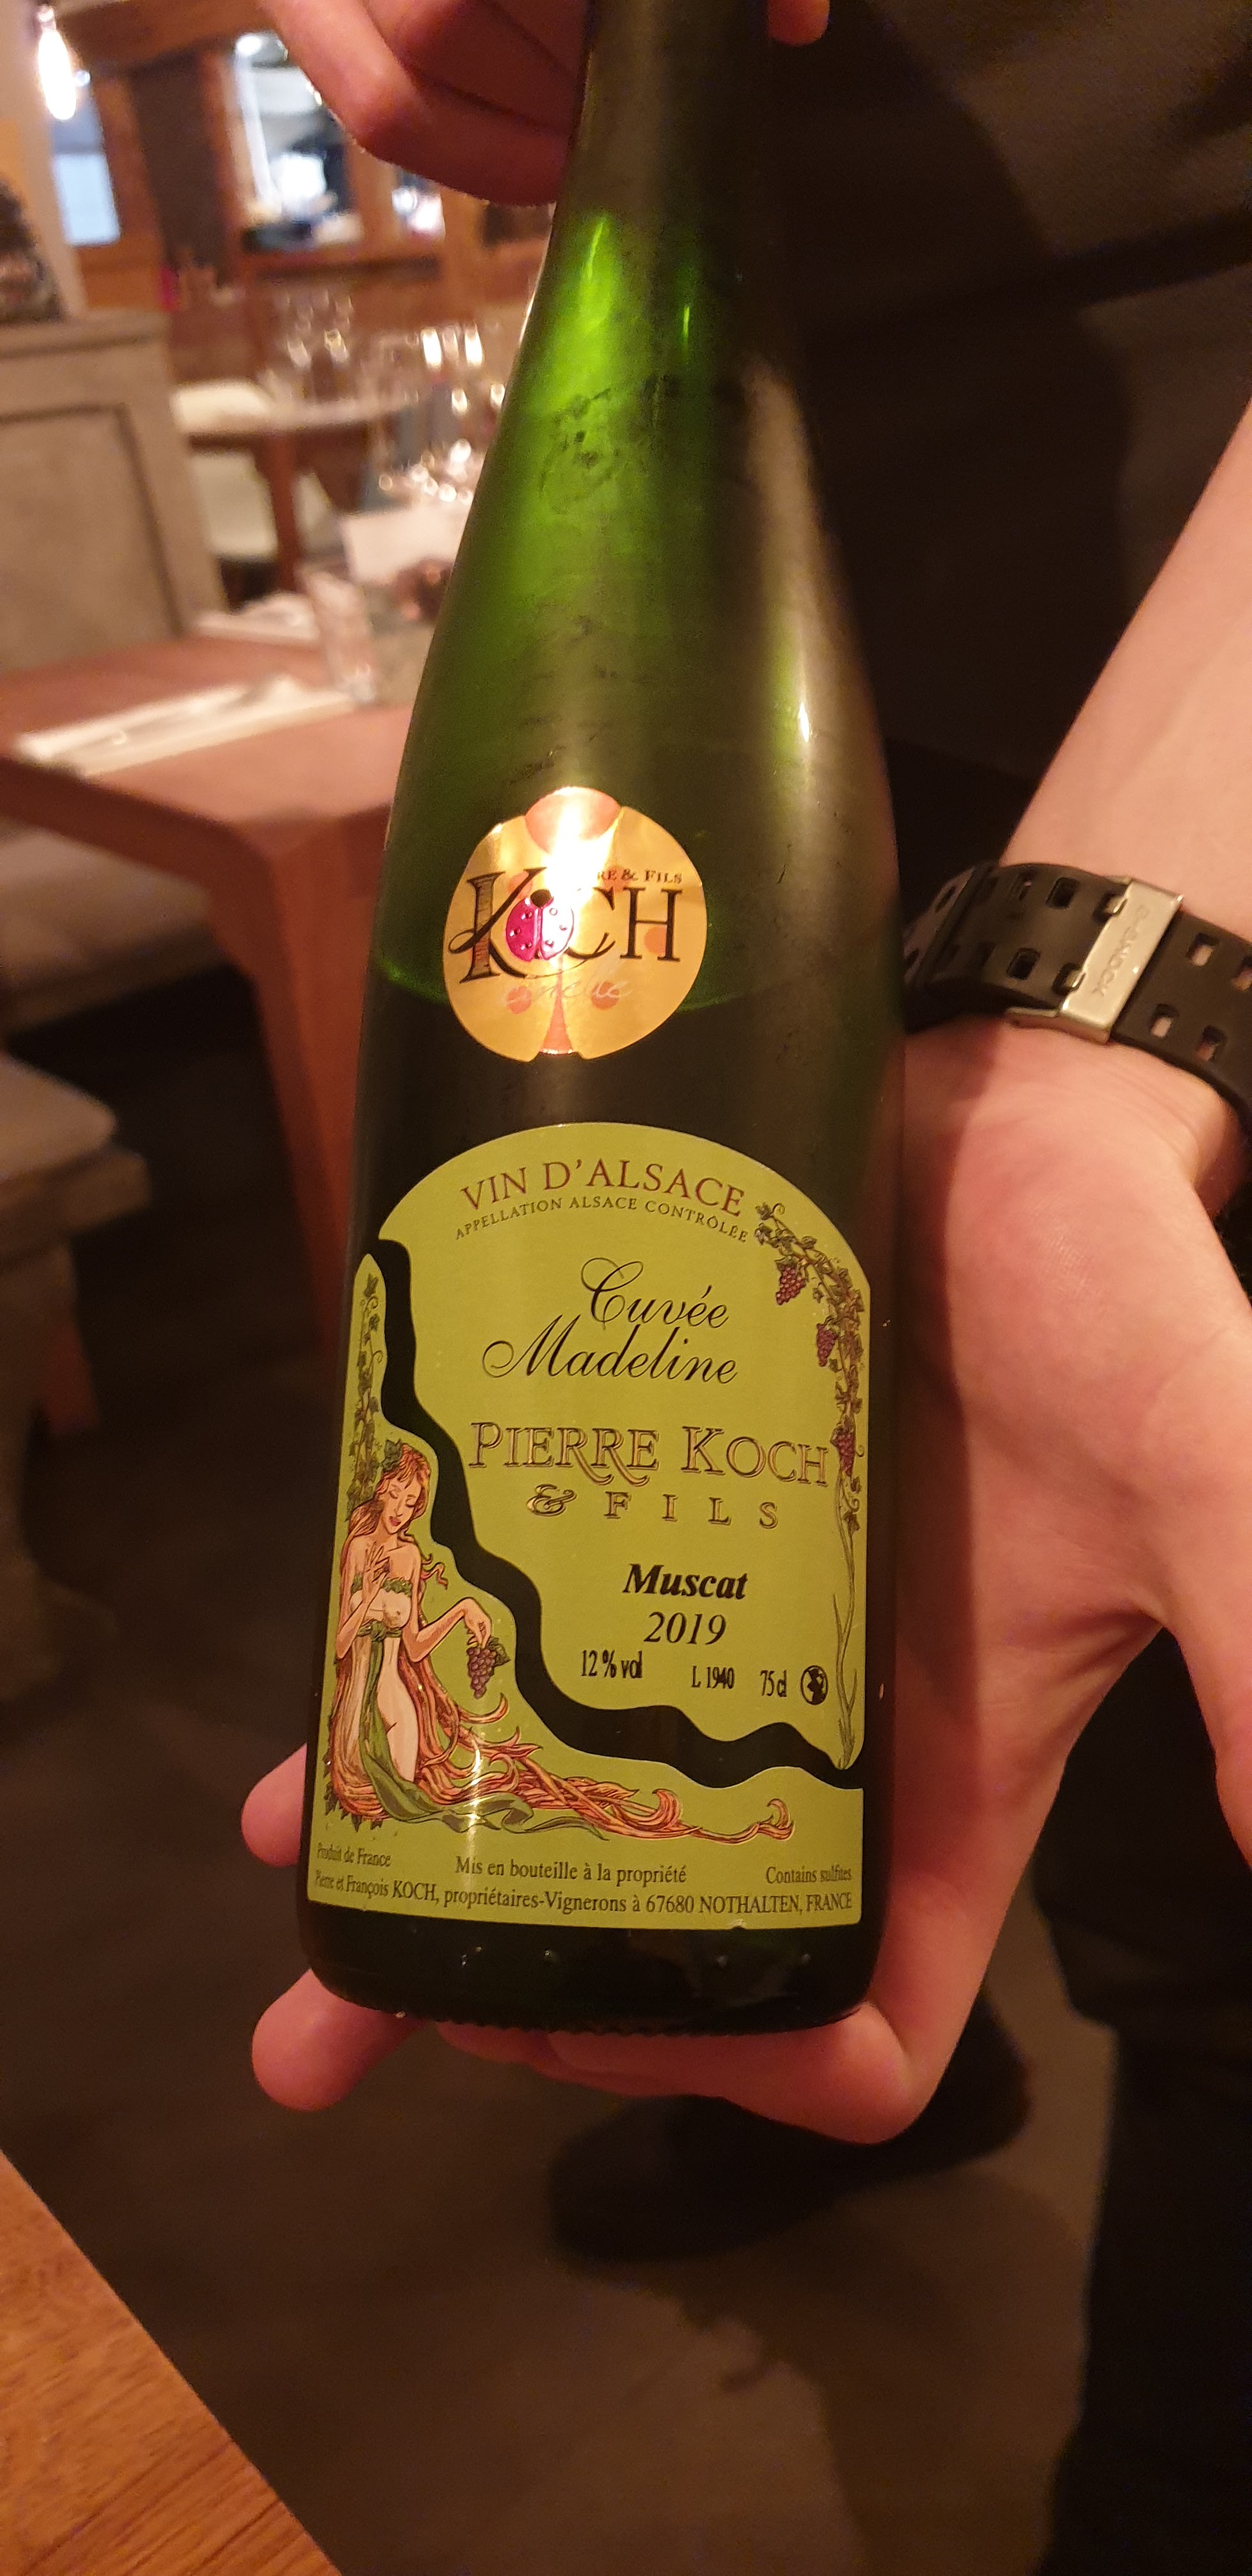 RE & FILS
KOCH
VIN D'ALSACE
APPELLATION ALSACE CONTRÔLÉE
Cuvée
Madeline
PIERRE KOCH
& FILS
Muscat
2019
12 % vol L 1940 75 cl
Produit de France Mis en bouteille à la propriété Contains sulfites
Pierre et François KOCH, propriétaires-Vignerons à 67680 NOTHALTEN, FRANCE